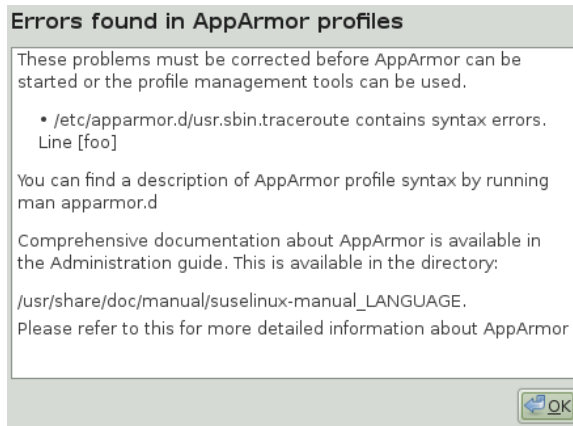 Errors found in AppArmor profiles
These problems must be corrected before AppArmor can be
started or the profile management tools can be used.
• /etc/apparmor.d/usr.sbin.traceroute contains syntax errors.
Line [foo]
You can find a description of AppArmor profile syntax by running
man apparmor.d
Comprehensive documentation about AppArmor is available in
the Administration guide. This is available in the directory:
/usr/share/doc/manual/suselinux-manual_LANGUAGE.
Please refer to this for more detailed information about AppArmor
OK